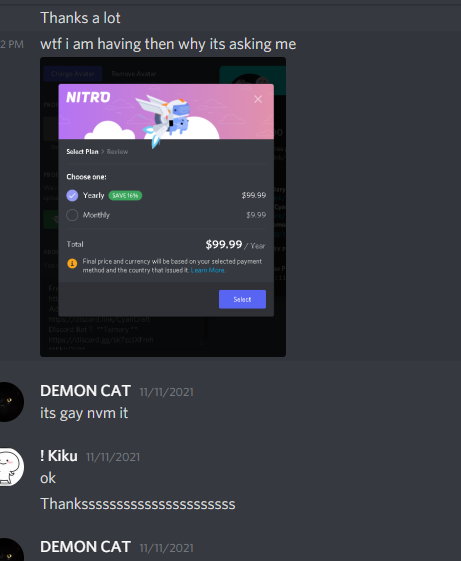 Thanks a lot
2 PM wtf i am having then why its asking me
Change Avatar Remove Avatar
NITRO
Select Plan > Review
Choose one:
Yearly SAVE 16% $99.99
Monthly $9.99
Total $99.99 / Year
Final price and currency will be based on your selected payment
method and the country that issued it. Learn More.
Select
DEMON CAT 11/11/2021
its gay nvm it
! Kiku 11/11/2021
ok
Thanksssssssssssssssssssssss
DEMON CAT 11/11/2021